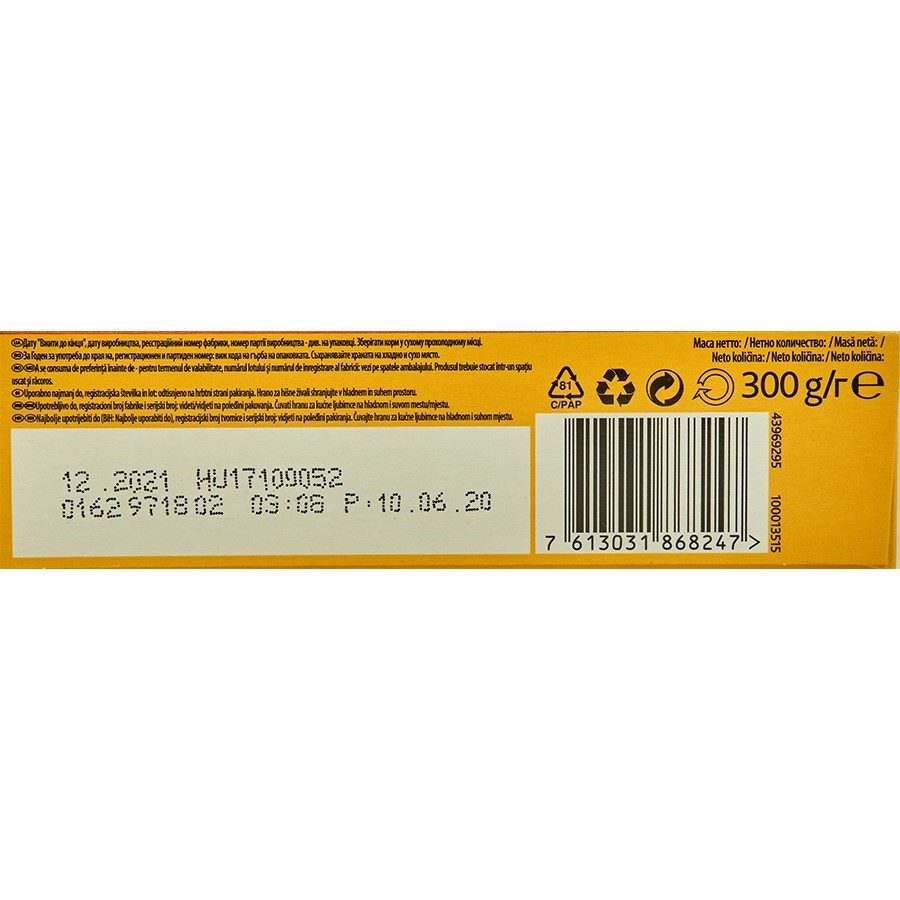 UA Дату "Вжити до кінця", дату виробництва, реєстраційний номер фабрики, номер партії виробництва - див. на упаковці. Зберігати корм у сухому прохолодному місці.
BG За Годен за употреба до края на, регистрационен и партиден номер: виж кода на гърба на опаковката. Съхранявайте храната на хладно и сухо място.
RO MD A se consuma de preferință înainte de - pentru termenul de valabilitate, numărul lotului și numărul de înregistrare al fabricii: vezi pe spatele ambalajului. Produsul trebuie stocat într-un spațiu
uscat și răcoros.
SI Uporabno najmanj do, registracijska številka in lot: odtisnjeno na hrbtni strani pakiranja. Hrano za hišne živali shranjujte v hladnem in suhem prostoru.
Upotrebljivo do, registracioni broj fabrike i serijski broj: videti/vidjeti na poleđini pakovanja. Čuvati hranu za kućne ljubimce na hladnom i suvom mestu/mjestu.
Najbolje upotrijebiti do (BiH: Najbolje upotrijebiti do), registracijski broj tvornice i serijski broj: vidjeti na poleđini pakiranja. Čuvajte hranu za kućne ljubimce na hladnom i suhom mjestu.
Маса нетто: / Нетно количество: / Masă netă: /
Neto količina: / Neto količina: / Neto količina:
81
C/PAP
300 g/г e
12.2021 HU17109052
0162971802 03:08 P:10.06.20
7 613031 868247 >
43969295
100013515